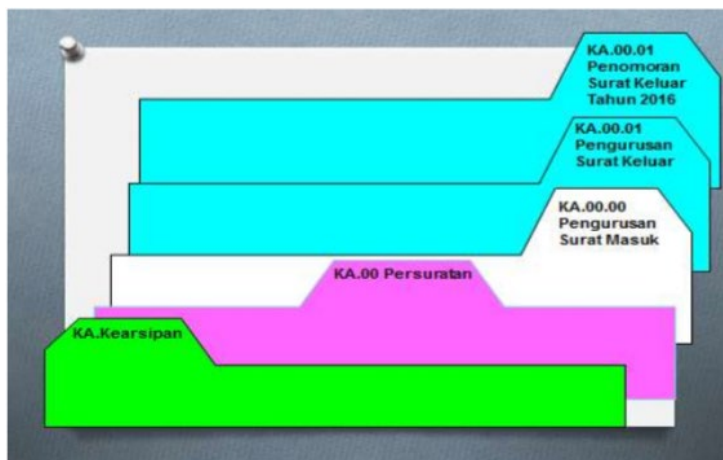 KA.00.01
Penomoran
Surat Keluar
Tahun 2016
KA.00.01
Pengurusan
Surat Keluar
KA.00.00
Pengurusan
Surat Masuk
KA.00 Persuratan
KA.Kearsipan